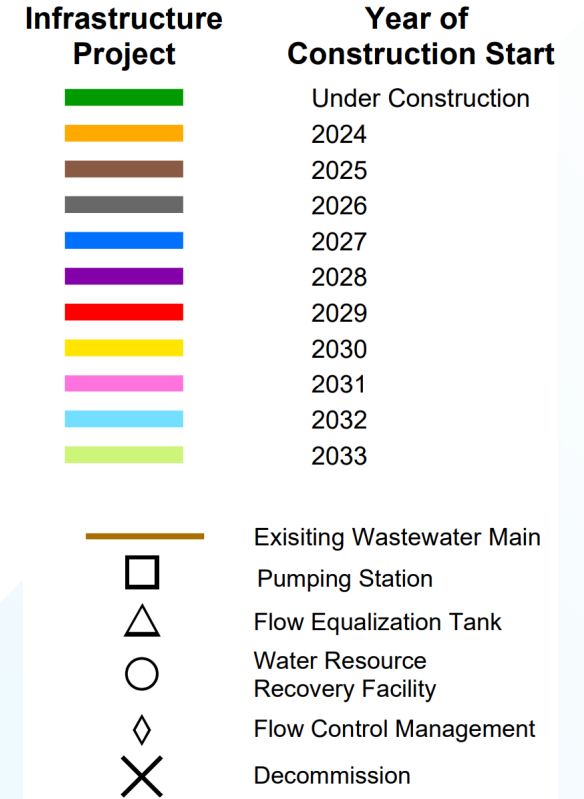 Infrastructure Project
Year of Construction Start
Under Construction
2024
2025
2026
2027
2028
2029
2030
2031
2032
2033
Exisiting Wastewater Main
Pumping Station
Flow Equalization Tank
Water Resource
Recovery Facility
Flow Control Management
Decommission